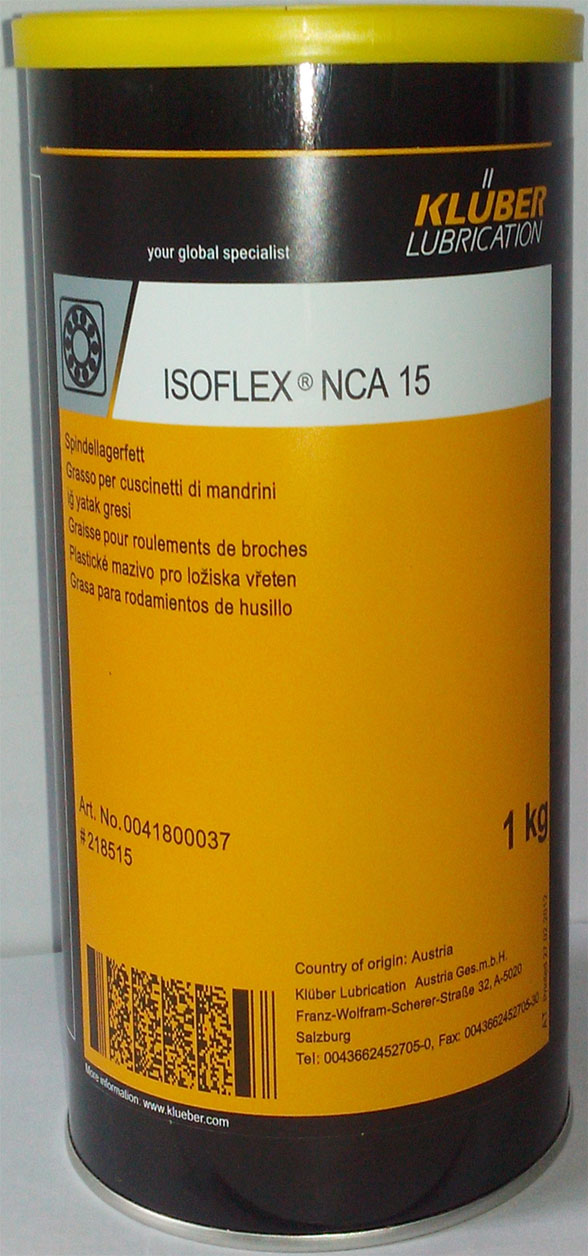 KLÜBER
LUBRICATION
your global specialist
ISOFLEX® NCA 15
Spindellagerfett
Grasso per cuscinetti di mandrini
iğ yatak gresi
Graisse pour roulements de broches
Plastické mazivo pro ložiska vřeten
Grasa para rodamientos de husillo
Art. No.0041800037
# 218515
1 kg
Country of origin: Austria
Klüber Lubrication Austria Ges.m.b.H.
Franz-Wolfram-Scherer-Straße 32, A-5020
Salzburg
Tel: 0043662452705-0, Fax: 0043662452705-30
More information: www.klueber.com